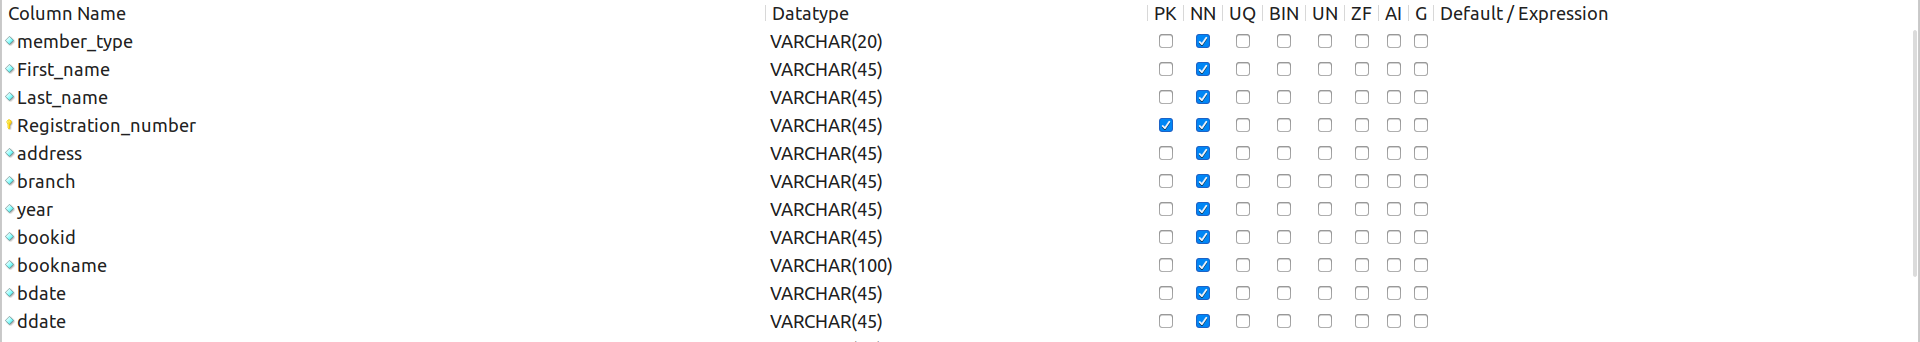 Column Name Datatype PK NN UQ BIN UN ZF AI G Default / Expression
member_type VARCHAR(20)
First_name VARCHAR(45)
Last_name VARCHAR(45)
Registration_number VARCHAR(45)
address VARCHAR(45)
branch VARCHAR(45)
year VARCHAR(45)
bookid VARCHAR(45)
bookname VARCHAR(100)
bdate VARCHAR(45)
ddate VARCHAR(45)